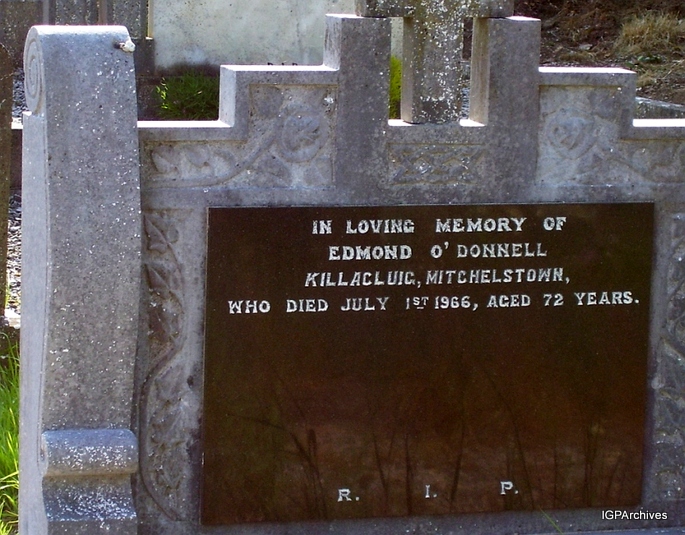 IN LOVING MEMORY OF
EDMOND O'DONNELL
KILLACLUIG, MITCHELSTOWN,
WHO DIED JULY 1ST 1966, AGED 72 YEARS.
R. I. P.
IGPArchives